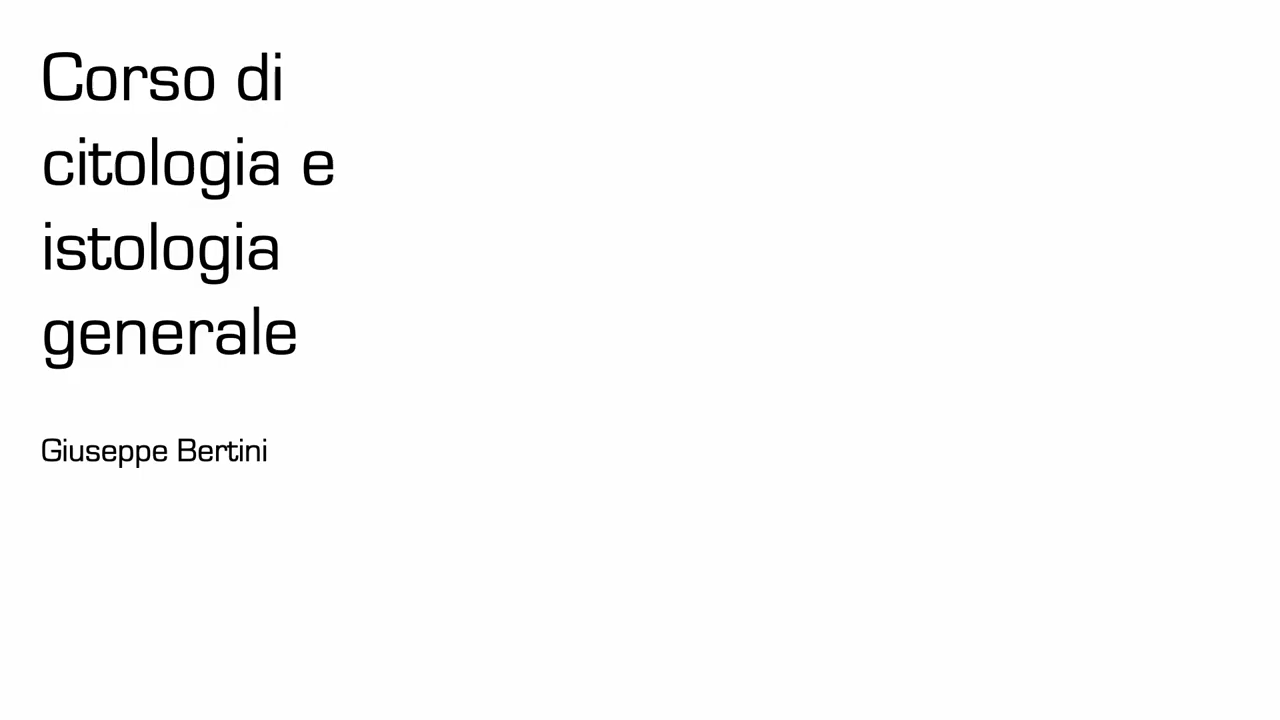 Corso di
citologia e
istologia
generale
Giuseppe Bertini